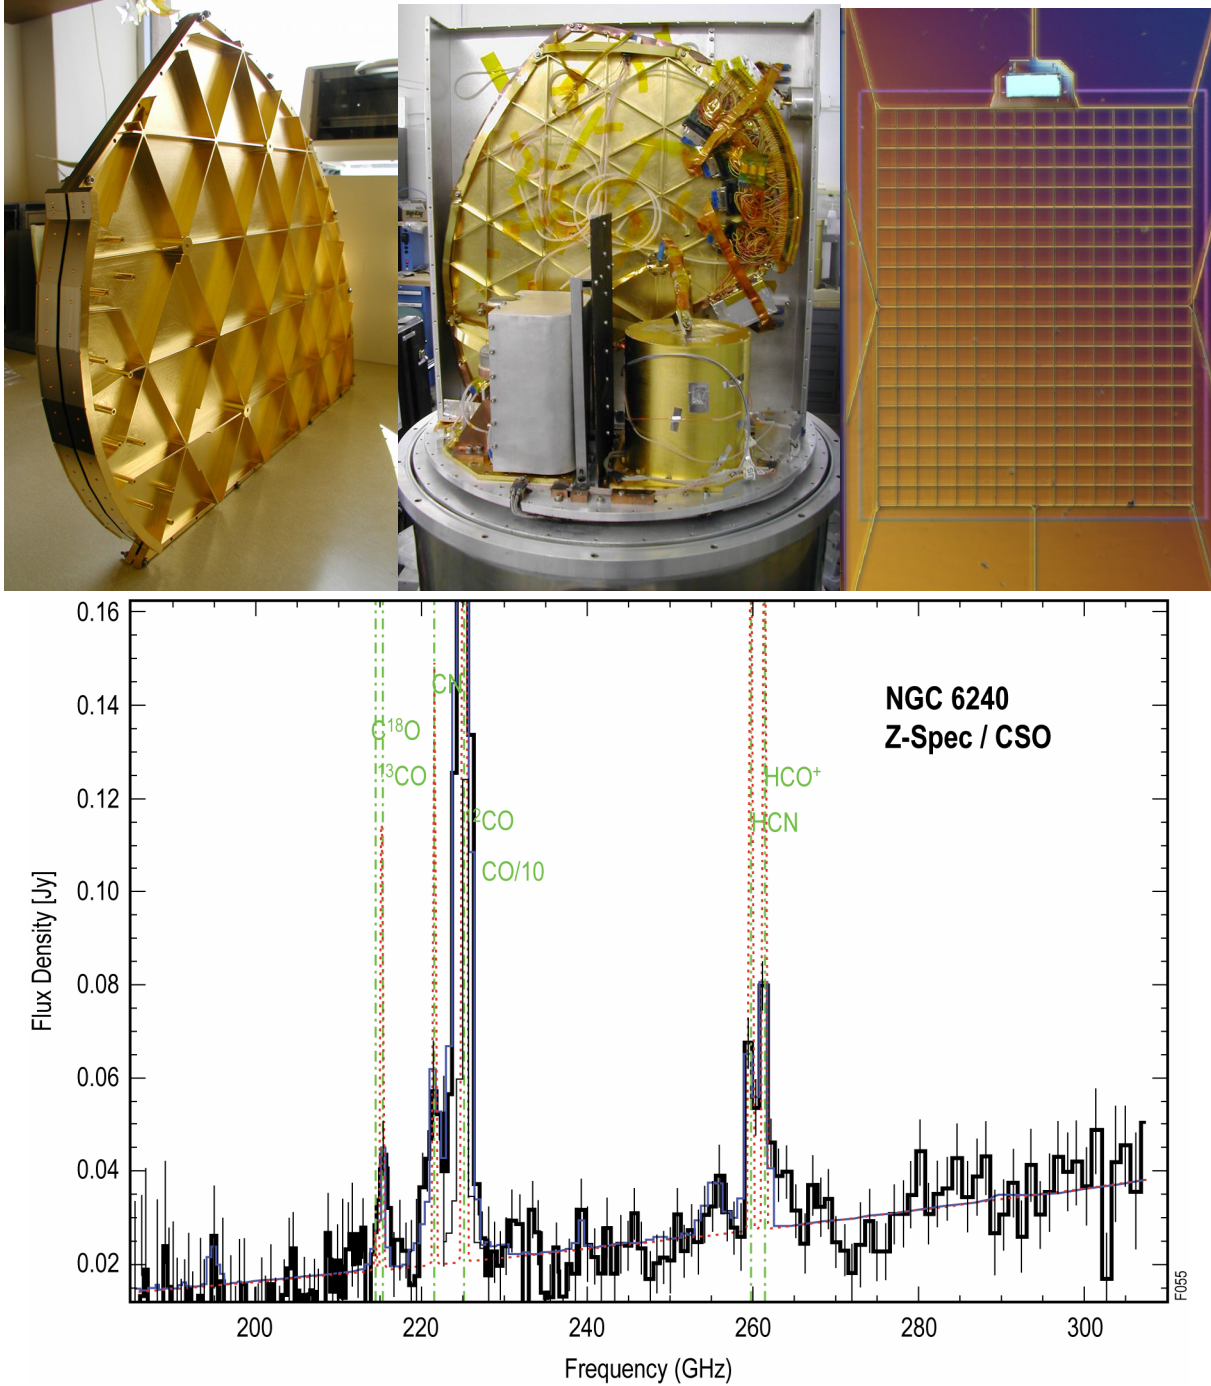 0.16
0.14
0.12
0.10
0.08
0.06
0.04
0.02
Flux Density [Jy]
200
220
240
260
280
300
Frequency (GHz)
NGC 6240
Z-Spec / CSO
CN
C¹⁸O
¹³CO
²CO
CO/10
HCO⁺
HCN
F055